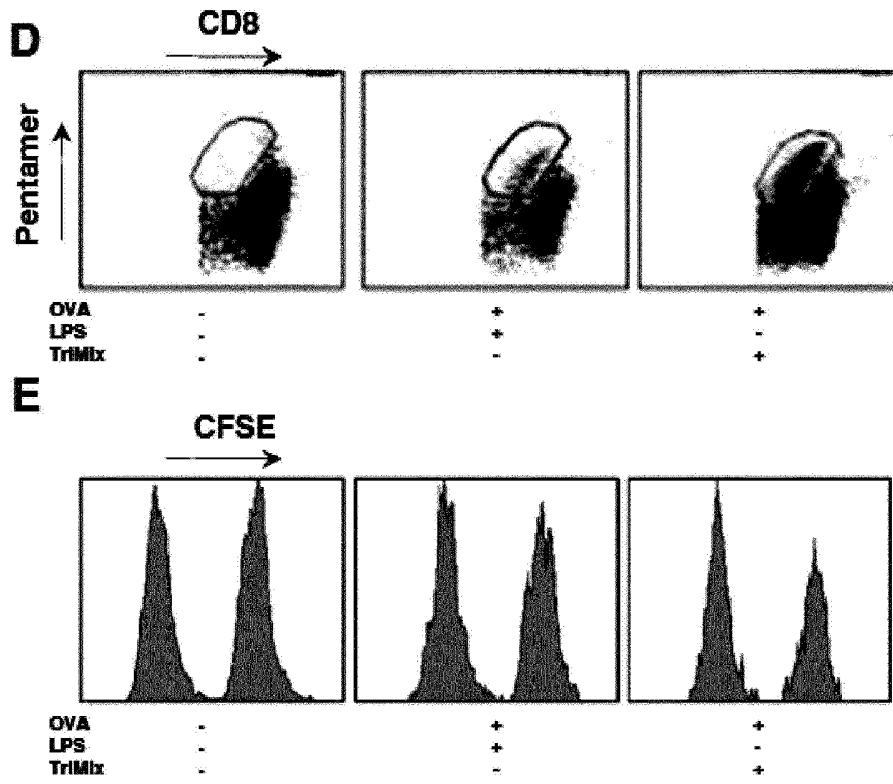 D
CD8
Pentamer
OVA - + +
LPS - + -
TriMix - - +
E
CFSE
OVA - + +
LPS - + -
TriMix - - +